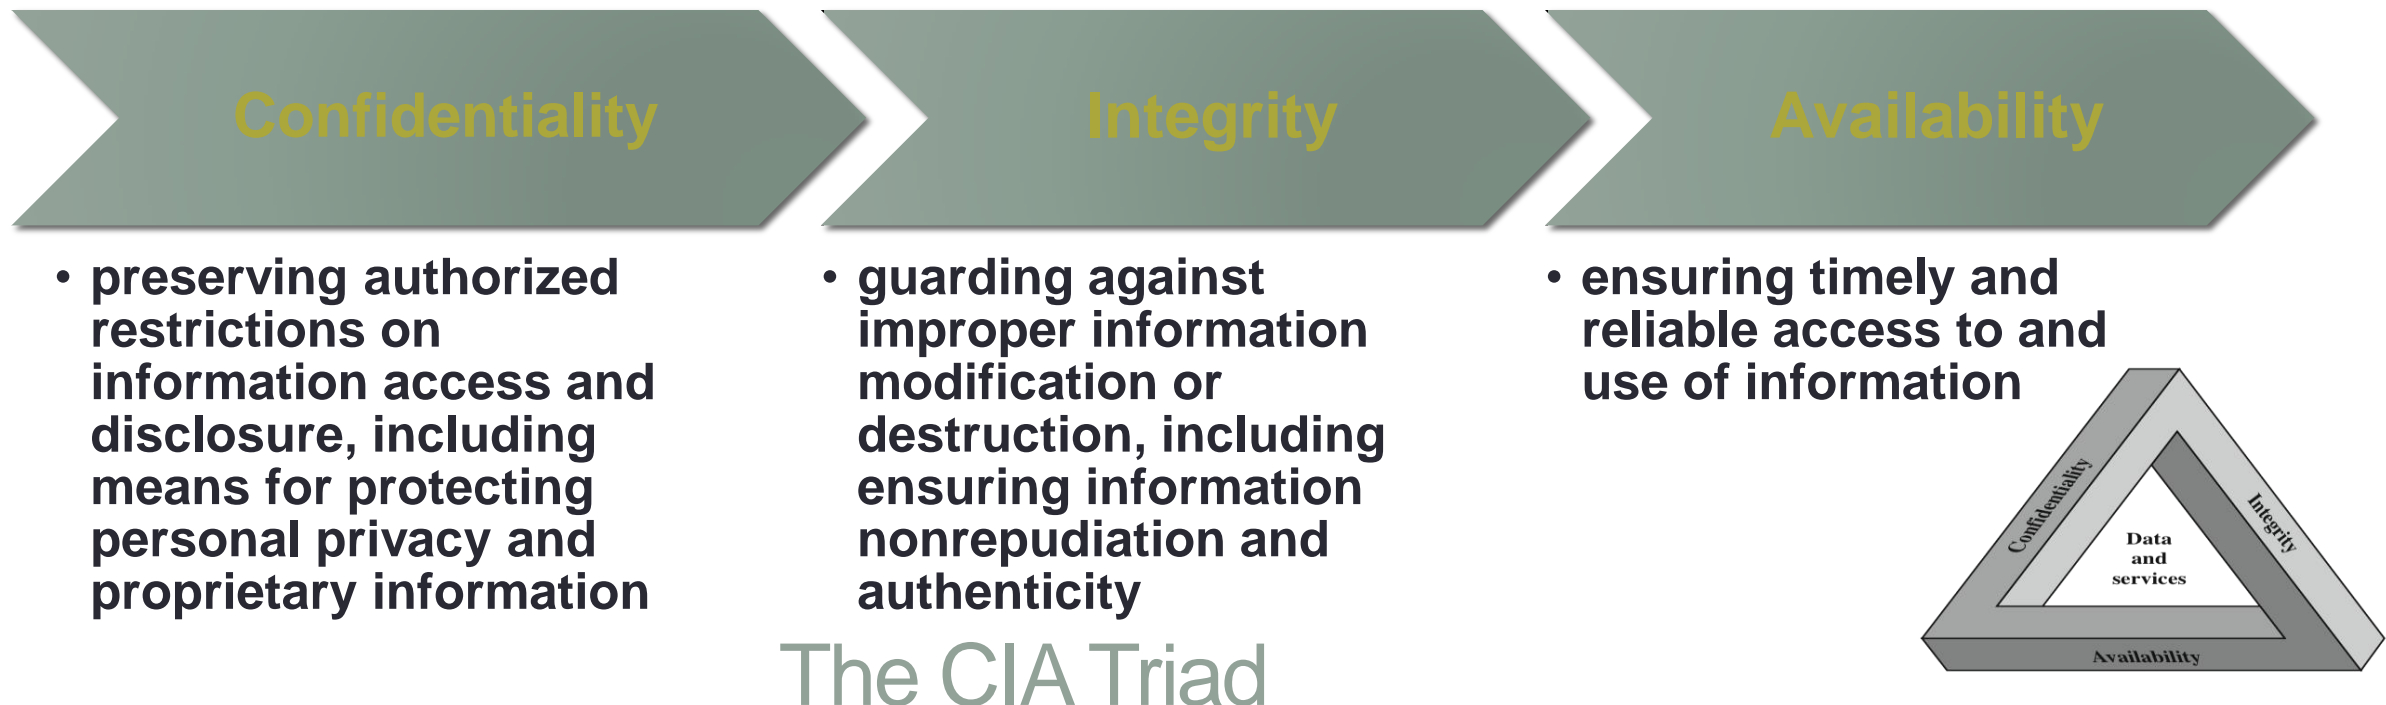 Confidentiality
Integrity
Availability
• preserving authorized
restrictions on
information access and
disclosure, including
means for protecting
personal privacy and
proprietary information
• guarding against
improper information
modification or
destruction, including
ensuring information
nonrepudiation and
authenticity
• ensuring timely and
reliable access to and
use of information
Confidentiality
Integrity
Data
and
services
Availability
The CIA Triad